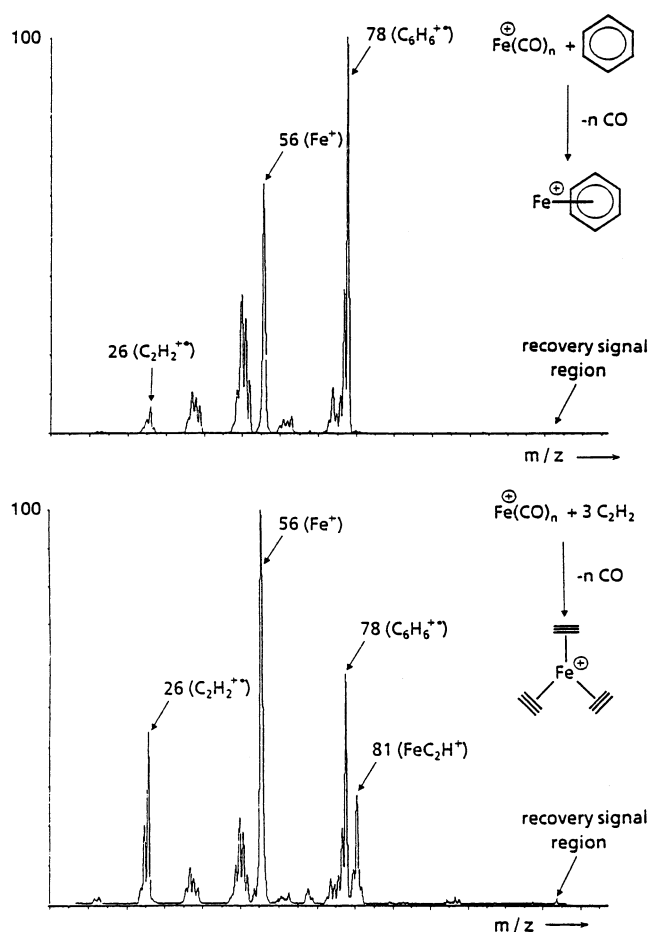 100
78 (C₆H₆⁺•)
Fe⊕(CO)ₙ +
56 (Fe⁺)
-n CO
Fe⊕
26 (C₂H₂⁺•)
recovery signal
region
m / z
100
Fe⊕(CO)ₙ + 3 C₂H₂
56 (Fe⁺)
-n CO
78 (C₆H₆⁺•)
Fe⊕
26 (C₂H₂⁺•)
81 (FeC₂H⁺)
recovery signal
region
m / z